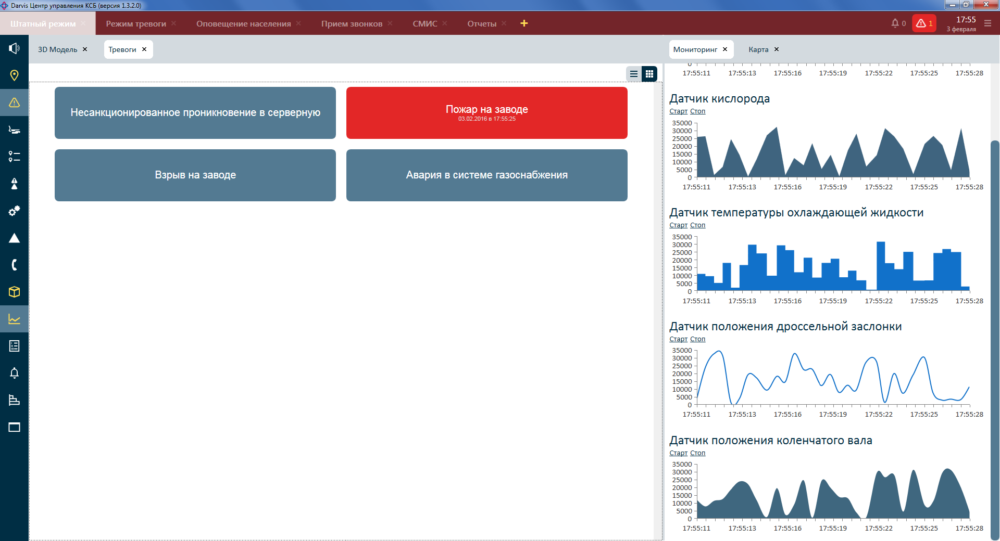 Darvis Центр управления КСБ (версия 1.3.2.0)
Штатный режим
Режим тревоги
Оповещение населения
Прием звонков
СМИС
Отчеты
0
1
17:55
3 февраля
3D Модель
Тревоги
Несанкционированное проникновение в серверную
Пожар на заводе
03.02.2016 в 17:55:25
Взрыв на заводе
Авария в системе газоснабжения
Мониторинг
Карта
0
17:55:11 17:55:13 17:55:16 17:55:19 17:55:22 17:55:25 17:55:28
Датчик кислорода
Старт Стоп
35000
30000
25000
20000
15000
10000
5000
0
17:55:11 17:55:13 17:55:16 17:55:19 17:55:22 17:55:25 17:55:28
Датчик температуры охлаждающей жидкости
Старт Стоп
35000
30000
25000
20000
15000
10000
5000
0
17:55:11 17:55:13 17:55:16 17:55:19 17:55:22 17:55:25 17:55:28
Датчик положения дроссельной заслонки
Старт Стоп
35000
30000
25000
20000
15000
10000
5000
0
17:55:11 17:55:13 17:55:16 17:55:19 17:55:22 17:55:25 17:55:28
Датчик положения коленчатого вала
Старт Стоп
35000
30000
25000
20000
15000
10000
5000
0
17:55:11 17:55:13 17:55:16 17:55:19 17:55:22 17:55:25 17:55:28